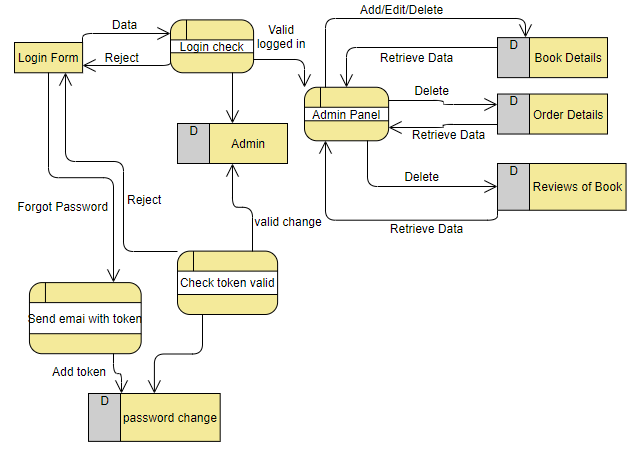 Add/Edit/Delete
Data
Valid
logged in
Login Form
Reject
Login check
Retrieve Data
D
Book Details
Delete
D
Order Details
Admin Panel
Retrieve Data
D
Admin
D
Reviews of Book
Delete
Reject
Forgot Password
valid change
Retrieve Data
Check token valid
Send emai with token
Add token
D
password change